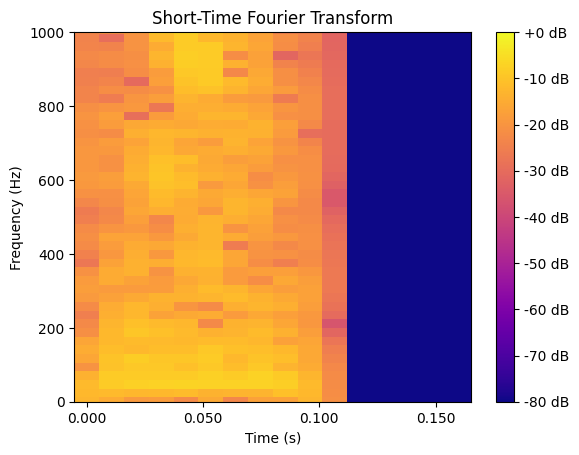 Short-Time Fourier Transform
1000
800
600
400
200
0
Frequency (Hz)
0.000
0.050
0.100
0.150
Time (s)
+0 dB
-10 dB
-20 dB
-30 dB
-40 dB
-50 dB
-60 dB
-70 dB
-80 dB